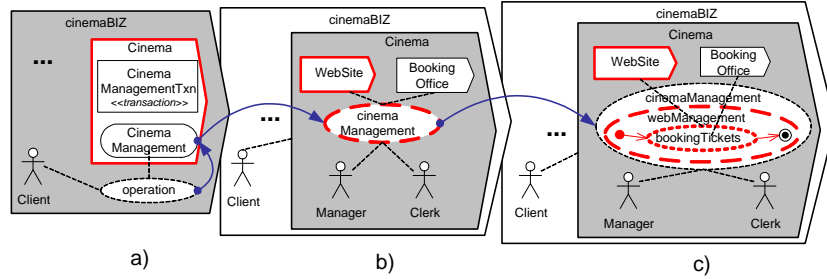 cinemaBIZ
...
Cinema
Cinema
ManagementTxn
<<transaction>>
Cinema
Management
operation
Client
a)
cinemaBIZ
Cinema
WebSite
Booking
Office
cinema
Management
...
Client
Manager
Clerk
b)
cinemaBIZ
Cinema
WebSite
Booking
Office
cinemaManagement
webManagement
bookingTickets
...
Client
Manager
Clerk
c)